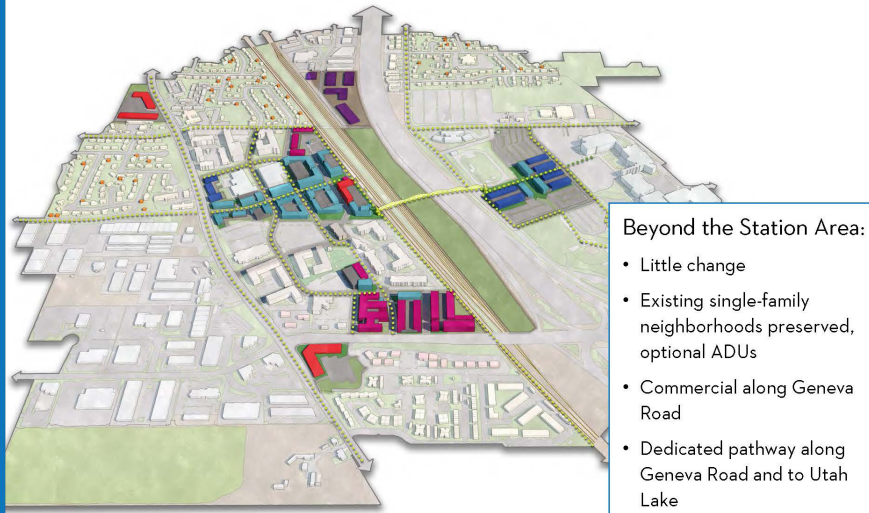 Beyond the Station Area:
• Little change
• Existing single-family
neighborhoods preserved,
optional ADUs
• Commercial along Geneva
Road
• Dedicated pathway along
Geneva Road and to Utah
Lake